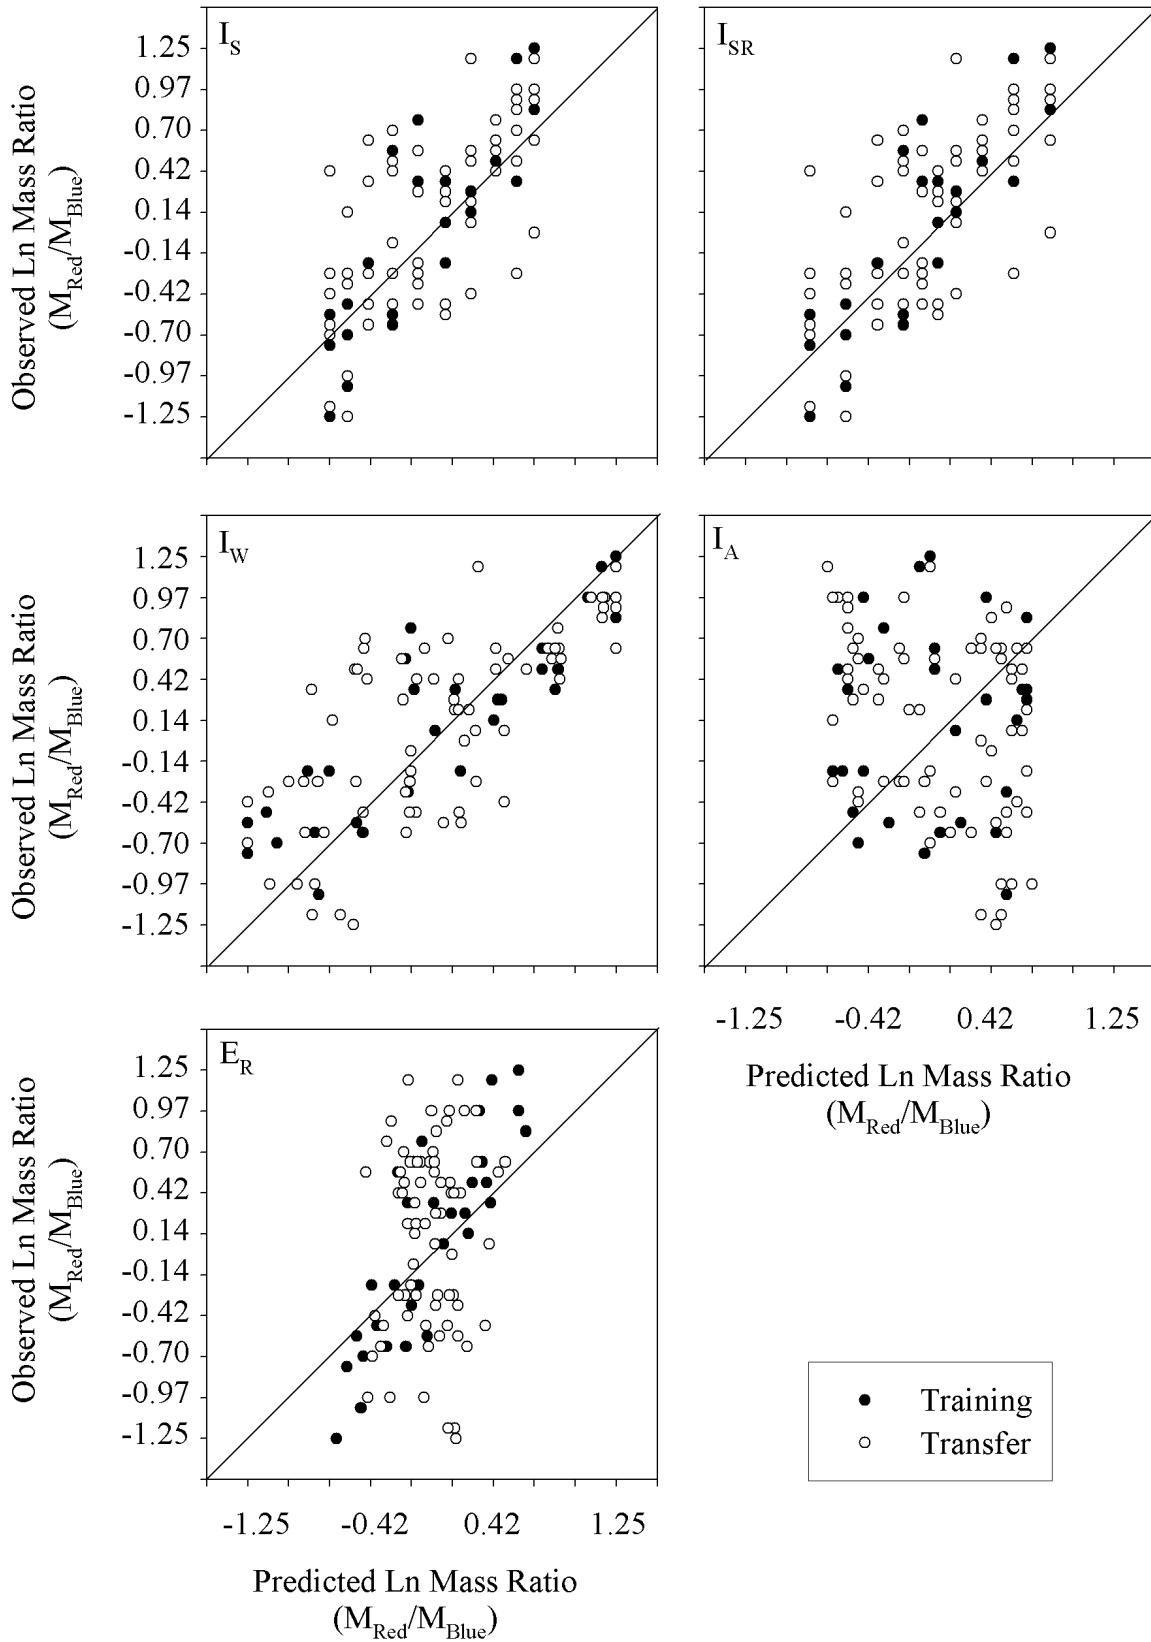 I_S
1.25
0.97
0.70
0.42
0.14
-0.14
-0.42
-0.70
-0.97
-1.25
Observed Ln Mass Ratio
(M_Red/M_Blue)
I_SR
I_W
1.25
0.97
0.70
0.42
0.14
-0.14
-0.42
-0.70
-0.97
-1.25
Observed Ln Mass Ratio
(M_Red/M_Blue)
I_A
-1.25 -0.42 0.42 1.25
Predicted Ln Mass Ratio
(M_Red/M_Blue)
E_R
1.25
0.97
0.70
0.42
0.14
-0.14
-0.42
-0.70
-0.97
-1.25
Observed Ln Mass Ratio
(M_Red/M_Blue)
-1.25 -0.42 0.42 1.25
Predicted Ln Mass Ratio
(M_Red/M_Blue)
Training
Transfer